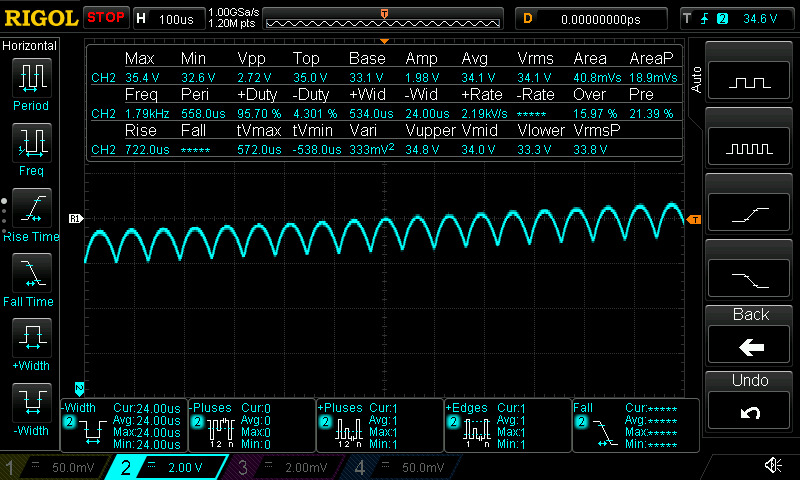 RIGOL STOP H 100us 1.00GSa/s D 0.00000000ps T 2 34.6 V
1.20M pts
T
Horizontal
Period
Freq
Rise Time
Fall Time
+Width
-Width
Max Min Vpp Top Base Amp Avg Vrms Area AreaP
CH2 35.4 V 32.6 V 2.72 V 35.0 V 33.1 V 1.98 V 34.1 V 34.1 V 40.8mVs 18.9mVs
Freq Peri +Duty -Duty +Wid -Wid +Rate -Rate Over Pre
CH2 1.79kHz 558.0us 95.70 % 4.301 % 534.0us 24.00us 2.19kV/s ***** 15.97 % 21.39 %
Rise Fall tVmax tVmin Vari Vupper Vmid Vlower VrmsP
CH2 722.0us ***** 572.0us -538.0us 333mV² 34.8 V 34.0 V 33.3 V 33.8 V
R1
T
2
Auto
Back
Undo
-Width Cur:24.00us
2 Avg:24.00us
Max:24.00us
Min:24.00us
-Pluses Cur:0
2 Avg:0
Max:0
1 2 n Min:0
+Pluses Cur:1
2 Avg:1
Max:1
1 2 n Min:1
+Edges Cur:1
2 Avg:1
Max:1
1 2 n Min:1
Fall Cur:*****
2 Avg:*****
Max:*****
Min:*****
1 50.0mV 2 2.00 V 3 2.00mV 4 50.0mV